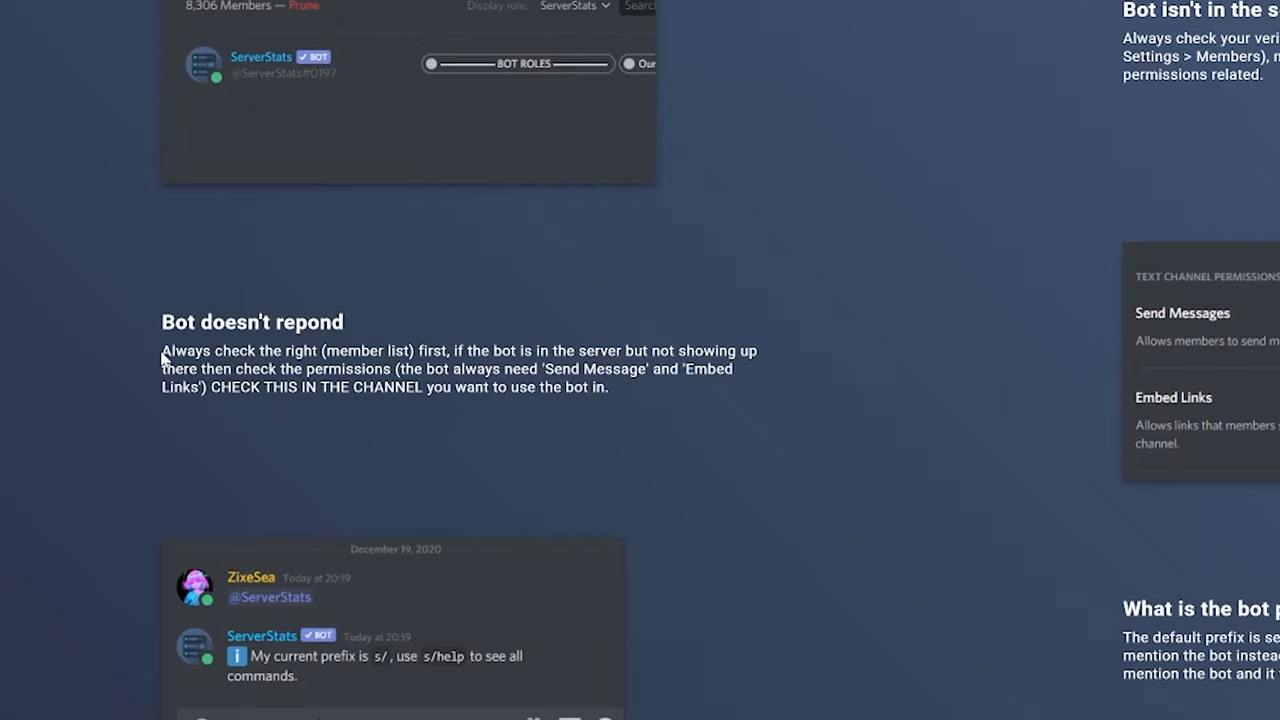 8,306 Members — Prune
Display role: ServerStats
Search
ServerStats ✓ BOT
@ServerStats#0197
BOT ROLES
Our
Bot isn't in the s
Always check your veri
Settings > Members), n
permissions related.
Bot doesn't repond
Always check the right (member list) first, if the bot is in the server but not showing up
there then check the permissions (the bot always need 'Send Message' and 'Embed
Links') CHECK THIS IN THE CHANNEL you want to use the bot in.
TEXT CHANNEL PERMISSIONS
Send Messages
Allows members to send m
Embed Links
Allows links that members s
channel.
December 19, 2020
ZixeSea Today at 20:19
@ServerStats
ServerStats ✓ BOT Today at 20:19
i My current prefix is s/, use s/help to see all
commands.
What is the bot p
The default prefix is se
mention the bot instea
mention the bot and it